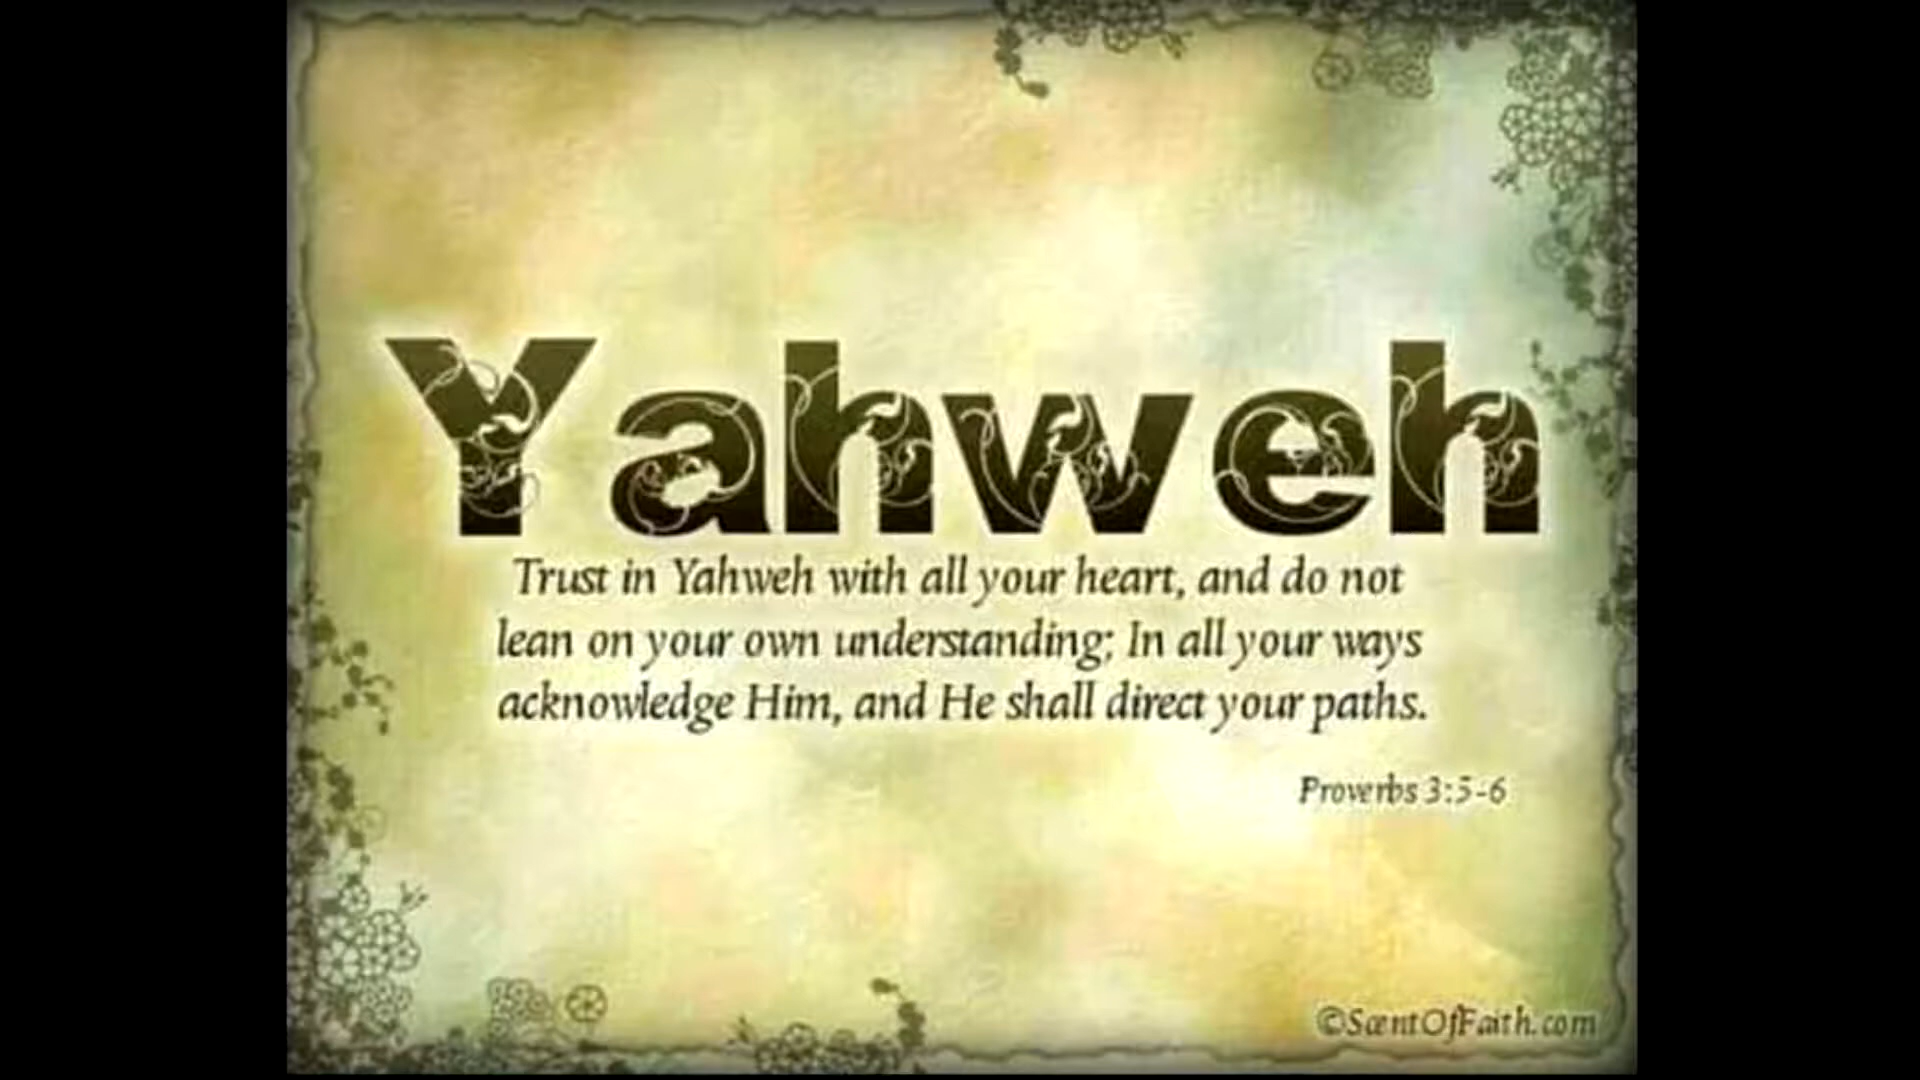 Yahweh
Trust in Yahweh with all your heart, and do not
lean on your own understanding; In all your ways
acknowledge Him, and He shall direct your paths.
Proverbs 3:5-6
©ScentOfFaith.com